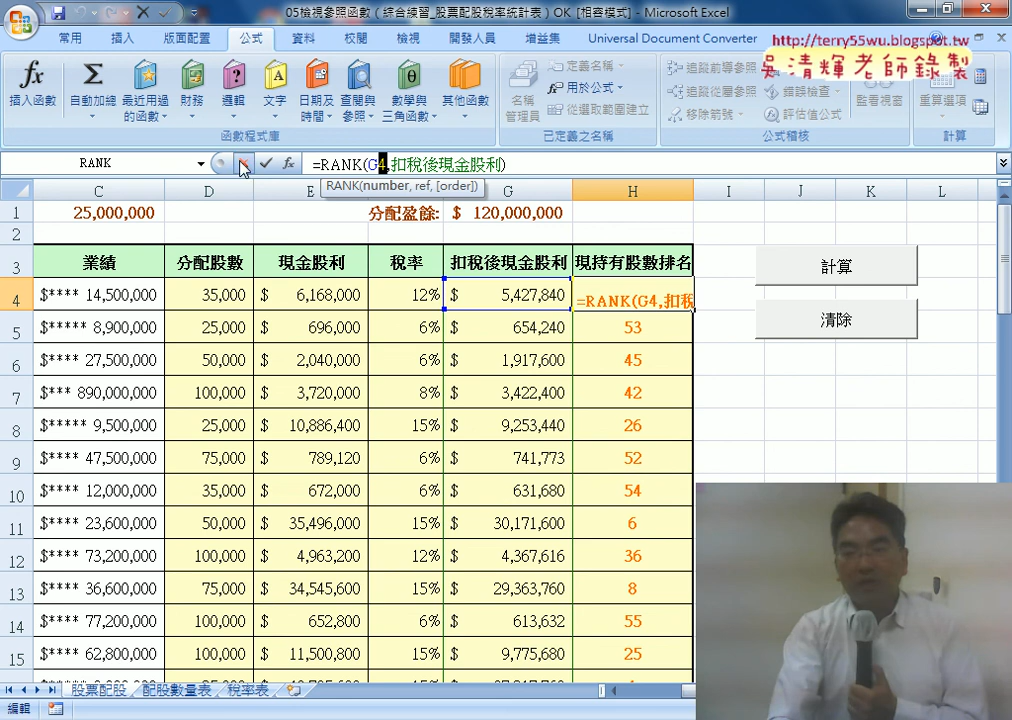 05檢視參照函數（綜合練習_股票配股稅率統計表）OK [相容模式] - Microsoft Excel
常用 插入 版面配置 公式 資料 校閱 檢視 開發人員 增益集 Universal Document Converter
http://terry55wu.blogspot.tw
吳清輝老師錄製
插入函數 自動加總 最近用過的函數 財務 邏輯 文字 日期及時間 查閱與參照 數學與三角函數 其他函數 名稱管理員 定義名稱 用於公式 從選取範圍建立 追蹤前導參照 追蹤從屬參照 移除箭號 錯誤檢查 評估值公式 監看視窗 重算選項
函數程式庫 已定義之名稱 公式稽核 計算
RANK =RANK(G4,扣稅後現金股利)
RANK(number, ref, [order])
C D E G H I J K L
1 25,000,000 分配盈餘: $ 120,000,000
2
3 業績 分配股數 現金股利 稅率 扣稅後現金股利 現持有股數排名
4 $**** 14,500,000 35,000 $ 6,168,000 12% $ 5,427,840 =RANK(G4,扣稅
5 $***** 8,900,000 25,000 $ 696,000 6% $ 654,240 53
6 $**** 27,500,000 50,000 $ 2,040,000 6% $ 1,917,600 45
7 $*** 890,000,000 100,000 $ 3,720,000 8% $ 3,422,400 42
8 $***** 9,500,000 25,000 $ 10,886,400 15% $ 9,253,440 26
9 $**** 47,500,000 75,000 $ 789,120 6% $ 741,773 52
10 $**** 12,000,000 35,000 $ 672,000 6% $ 631,680 54
11 $**** 23,600,000 50,000 $ 35,496,000 15% $ 30,171,600 6
12 $**** 73,200,000 100,000 $ 4,963,200 12% $ 4,367,616 36
13 $**** 36,600,000 75,000 $ 34,545,600 15% $ 29,363,760 8
14 $**** 77,200,000 100,000 $ 652,800 6% $ 613,632 55
15 $**** 62,800,000 100,000 $ 11,500,800 15% $ 9,775,680 25
計算
清除
股票配股 配股數量表 稅率表
編輯